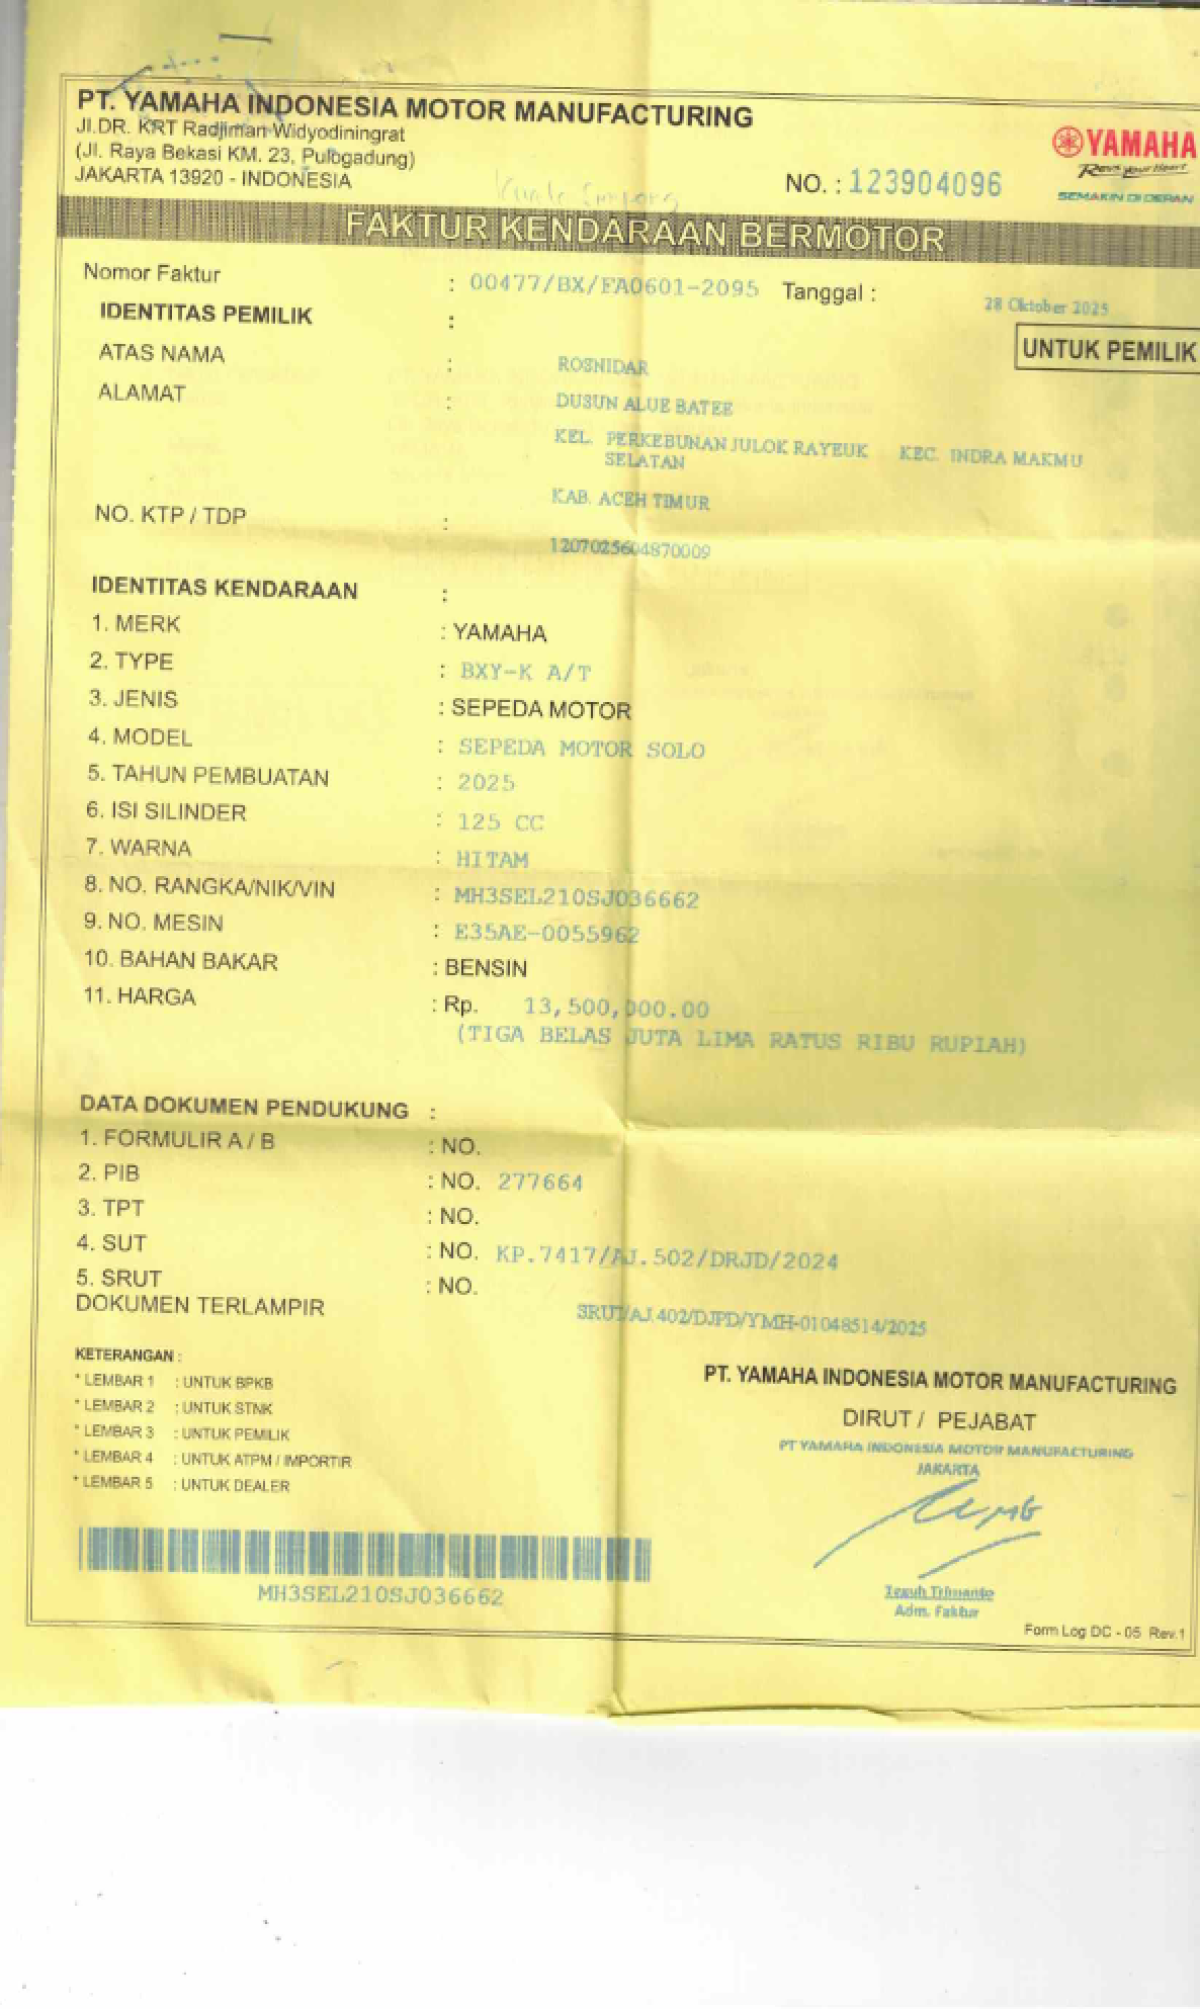 PT. YAMAHA INDONESIA MOTOR MANUFACTURING
Jl.DR. KRT Radjiman Widyodiningrat
(Jl. Raya Bekasi KM. 23, Pulogadung)
JAKARTA 13920 - INDONESIA
YAMAHA
Revs your Heart
SEMAKIN DI DEPAN
NO. : 123904096
FAKTUR KENDARAAN BERMOTOR
Nomor Faktur : 00477/BX/FA0601-2095 Tanggal : 28 Oktober 2025
IDENTITAS PEMILIK :
UNTUK PEMILIK
ATAS NAMA : ROSNIDAR
ALAMAT : DUSUN ALUE BATEE
KEL. PERKEBUNAN JULOK RAYEUK KEC. INDRA MAKMU
SELATAN
KAB. ACEH TIMUR
NO. KTP / TDP :
1207025604870009
IDENTITAS KENDARAAN :
1. MERK : YAMAHA
2. TYPE : BXY-K A/T
3. JENIS : SEPEDA MOTOR
4. MODEL : SEPEDA MOTOR SOLO
5. TAHUN PEMBUATAN : 2025
6. ISI SILINDER : 125 CC
7. WARNA : HITAM
8. NO. RANGKA/NIK/VIN : MH3SEL210SJ036662
9. NO. MESIN : E35AE-0055962
10. BAHAN BAKAR : BENSIN
11. HARGA : Rp. 13,500,000.00
(TIGA BELAS JUTA LIMA RATUS RIBU RUPIAH)
DATA DOKUMEN PENDUKUNG :
1. FORMULIR A / B : NO.
2. PIB : NO. 277664
3. TPT : NO.
4. SUT : NO. KP.7417/AJ.502/DRJD/2024
5. SRUT : NO.
DOKUMEN TERLAMPIR SRUT/AJ.402/DJPD/YMH-01048514/2025
KETERANGAN :
* LEMBAR 1 : UNTUK BPKB
* LEMBAR 2 : UNTUK STNK
* LEMBAR 3 : UNTUK PEMILIK
* LEMBAR 4 : UNTUK ATPM / IMPORTIR
* LEMBAR 5 : UNTUK DEALER
PT. YAMAHA INDONESIA MOTOR MANUFACTURING
DIRUT / PEJABAT
PT YAMAHA INDONESIA MOTOR MANUFACTURING
JAKARTA
MH3SEL210SJ036662
Teguh Trimanto
Adm. Faktur
Form Log DC - 05 Rev.1